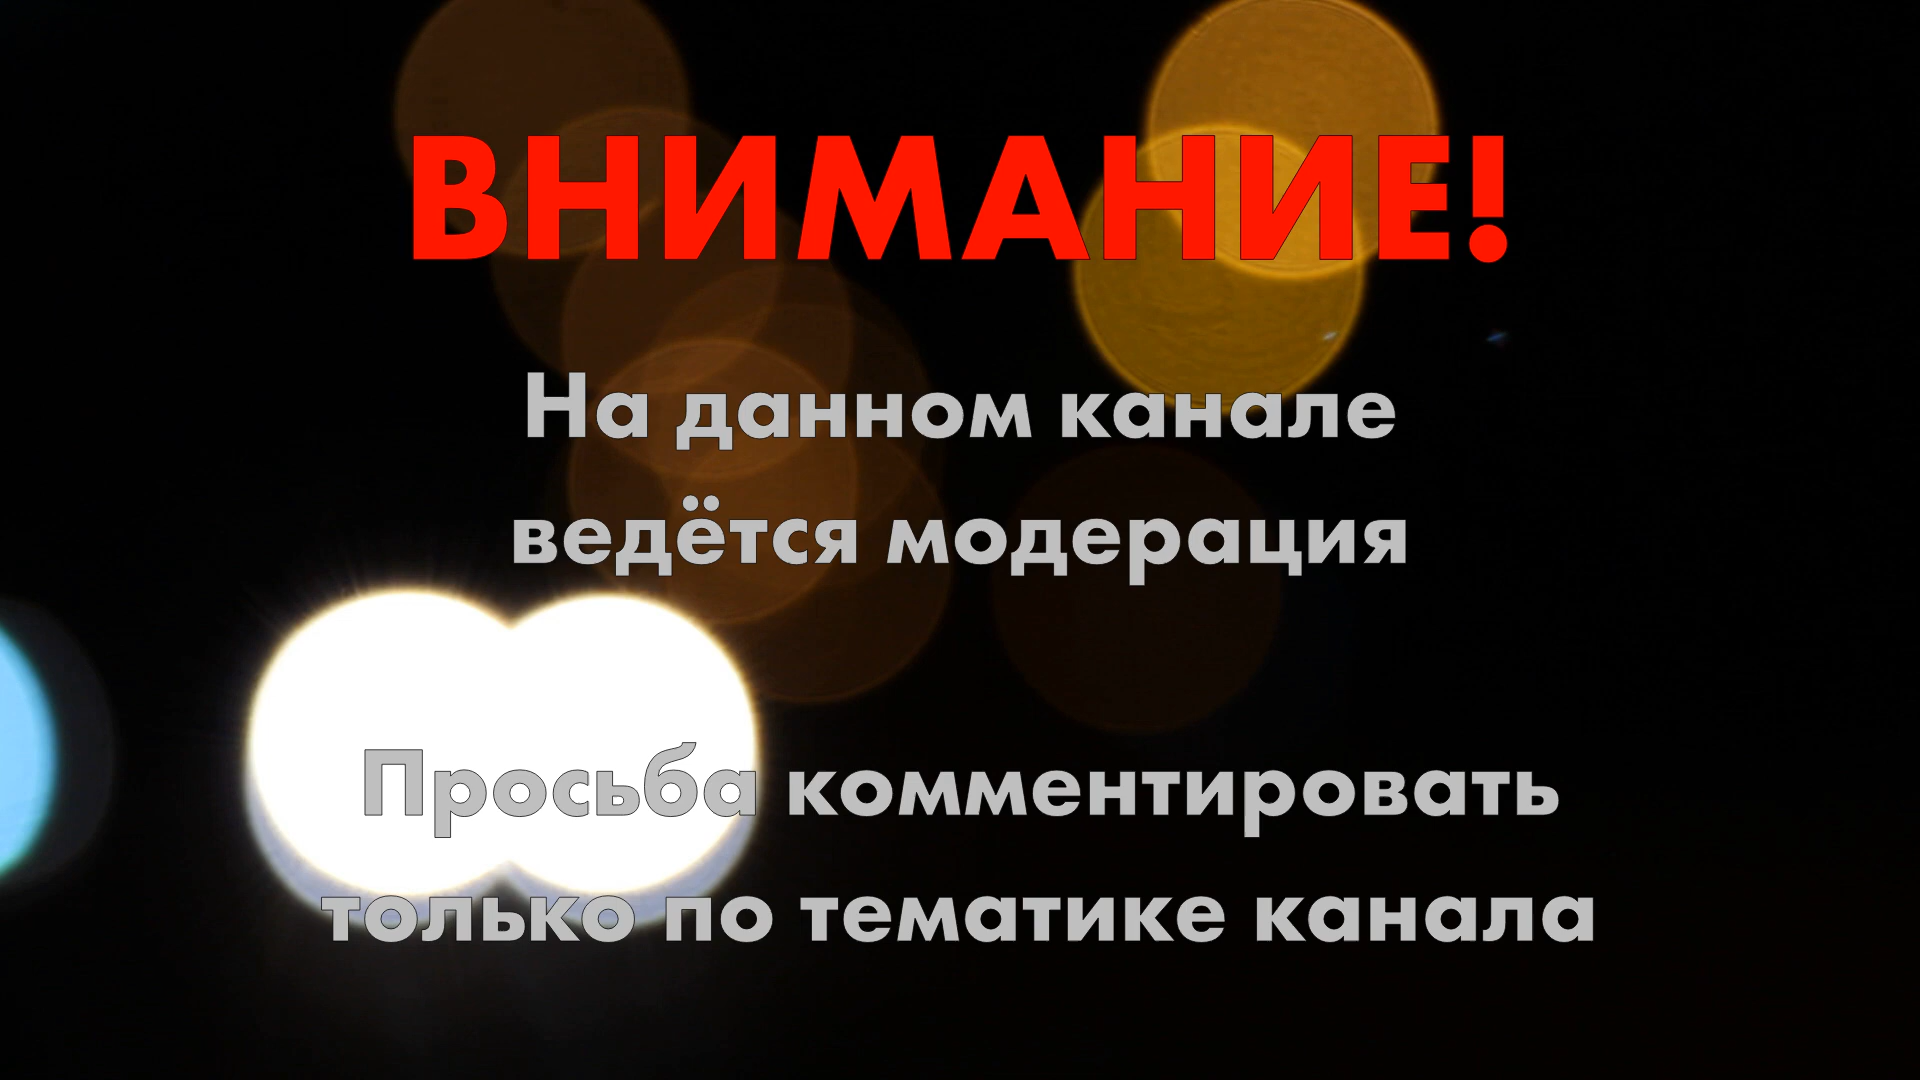 ВНИМАНИЕ!
На данном канале
ведётся модерация
Просьба комментировать
только по тематике канала